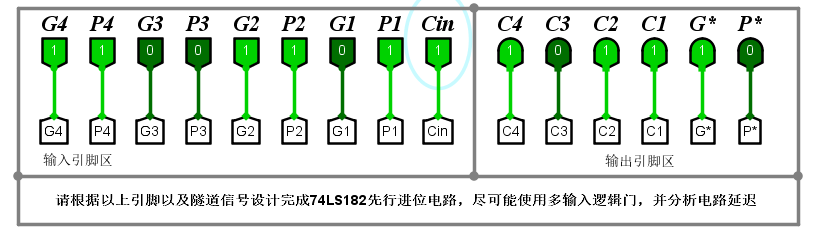 G4 P4 G3 P3 G2 P2 G1 P1 Cin C4 C3 C2 C1 G* P*
1 1 0 0 1 1 0 1 1 1 0 1 1 1 0
G4 P4 G3 P3 G2 P2 G1 P1 Cin C4 C3 C2 C1 G* P*
输入引脚区 输出引脚区
请根据以上引脚以及隧道信号设计完成74LS182先行进位电路，尽可能使用多输入逻辑门，并分析电路延迟